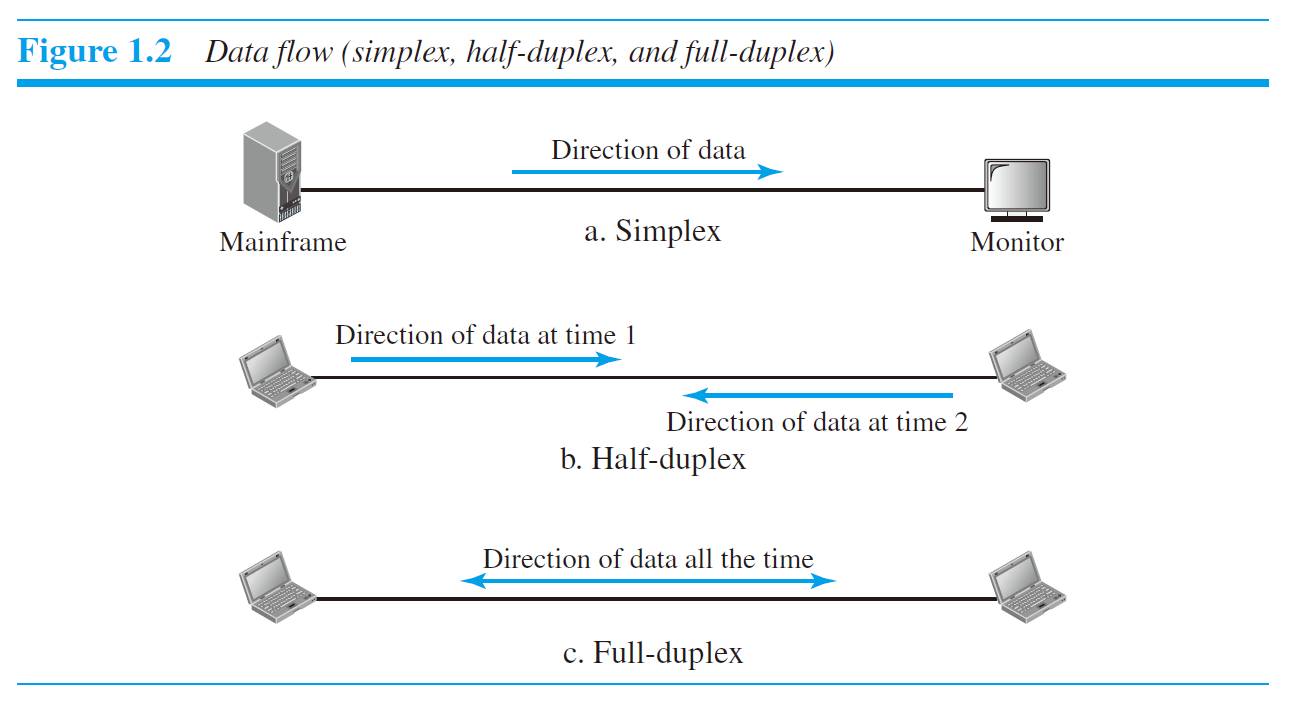 Figure 1.2 Data flow (simplex, half-duplex, and full-duplex)
Direction of data
Mainframe
a. Simplex
Monitor
Direction of data at time 1
Direction of data at time 2
b. Half-duplex
Direction of data all the time
c. Full-duplex